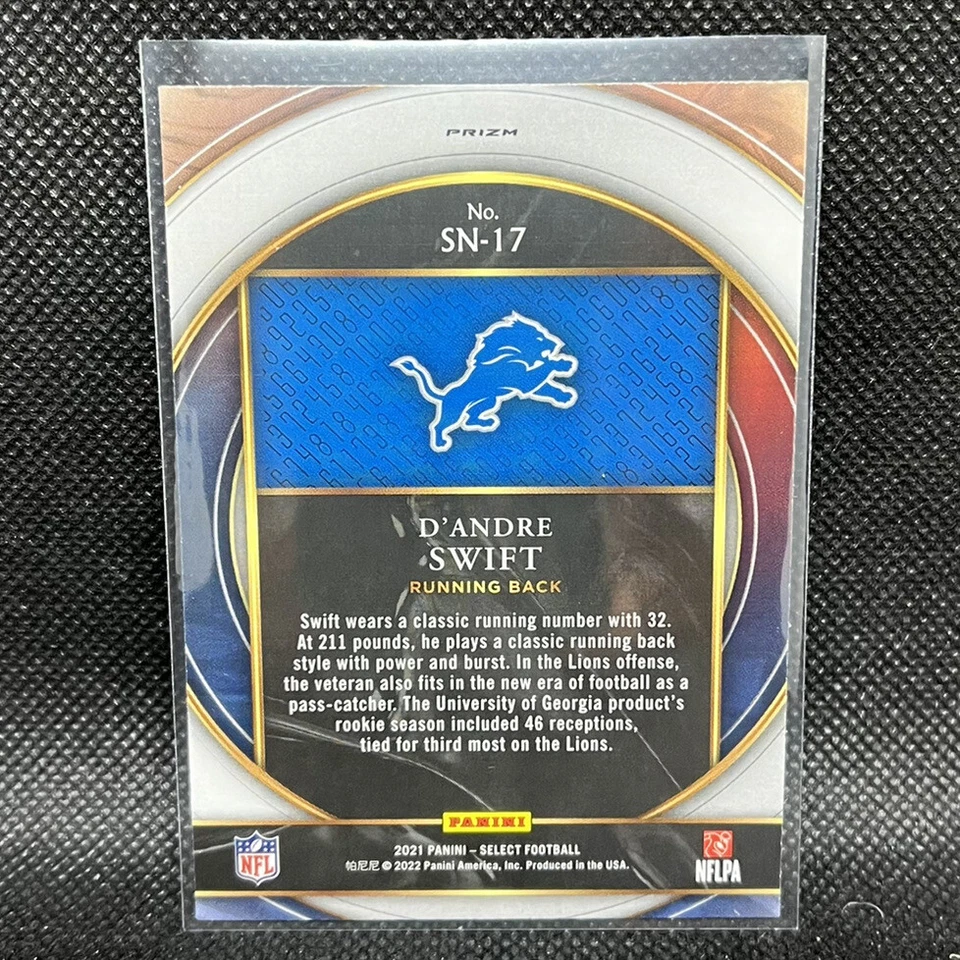 PRIZM
No.
SN-17
D'ANDRE
SWIFT
RUNNING BACK
Swift wears a classic running number with 32.
At 211 pounds, he plays a classic running back
style with power and burst. In the Lions offense,
the veteran also fits in the new era of football as a
pass-catcher. The University of Georgia product's
rookie season included 46 receptions,
tied for third most on the Lions.
PANINI
NFL
2021 PANINI – SELECT FOOTBALL
帕尼尼 © 2022 Panini America, Inc. Produced in the USA.
NFLPA